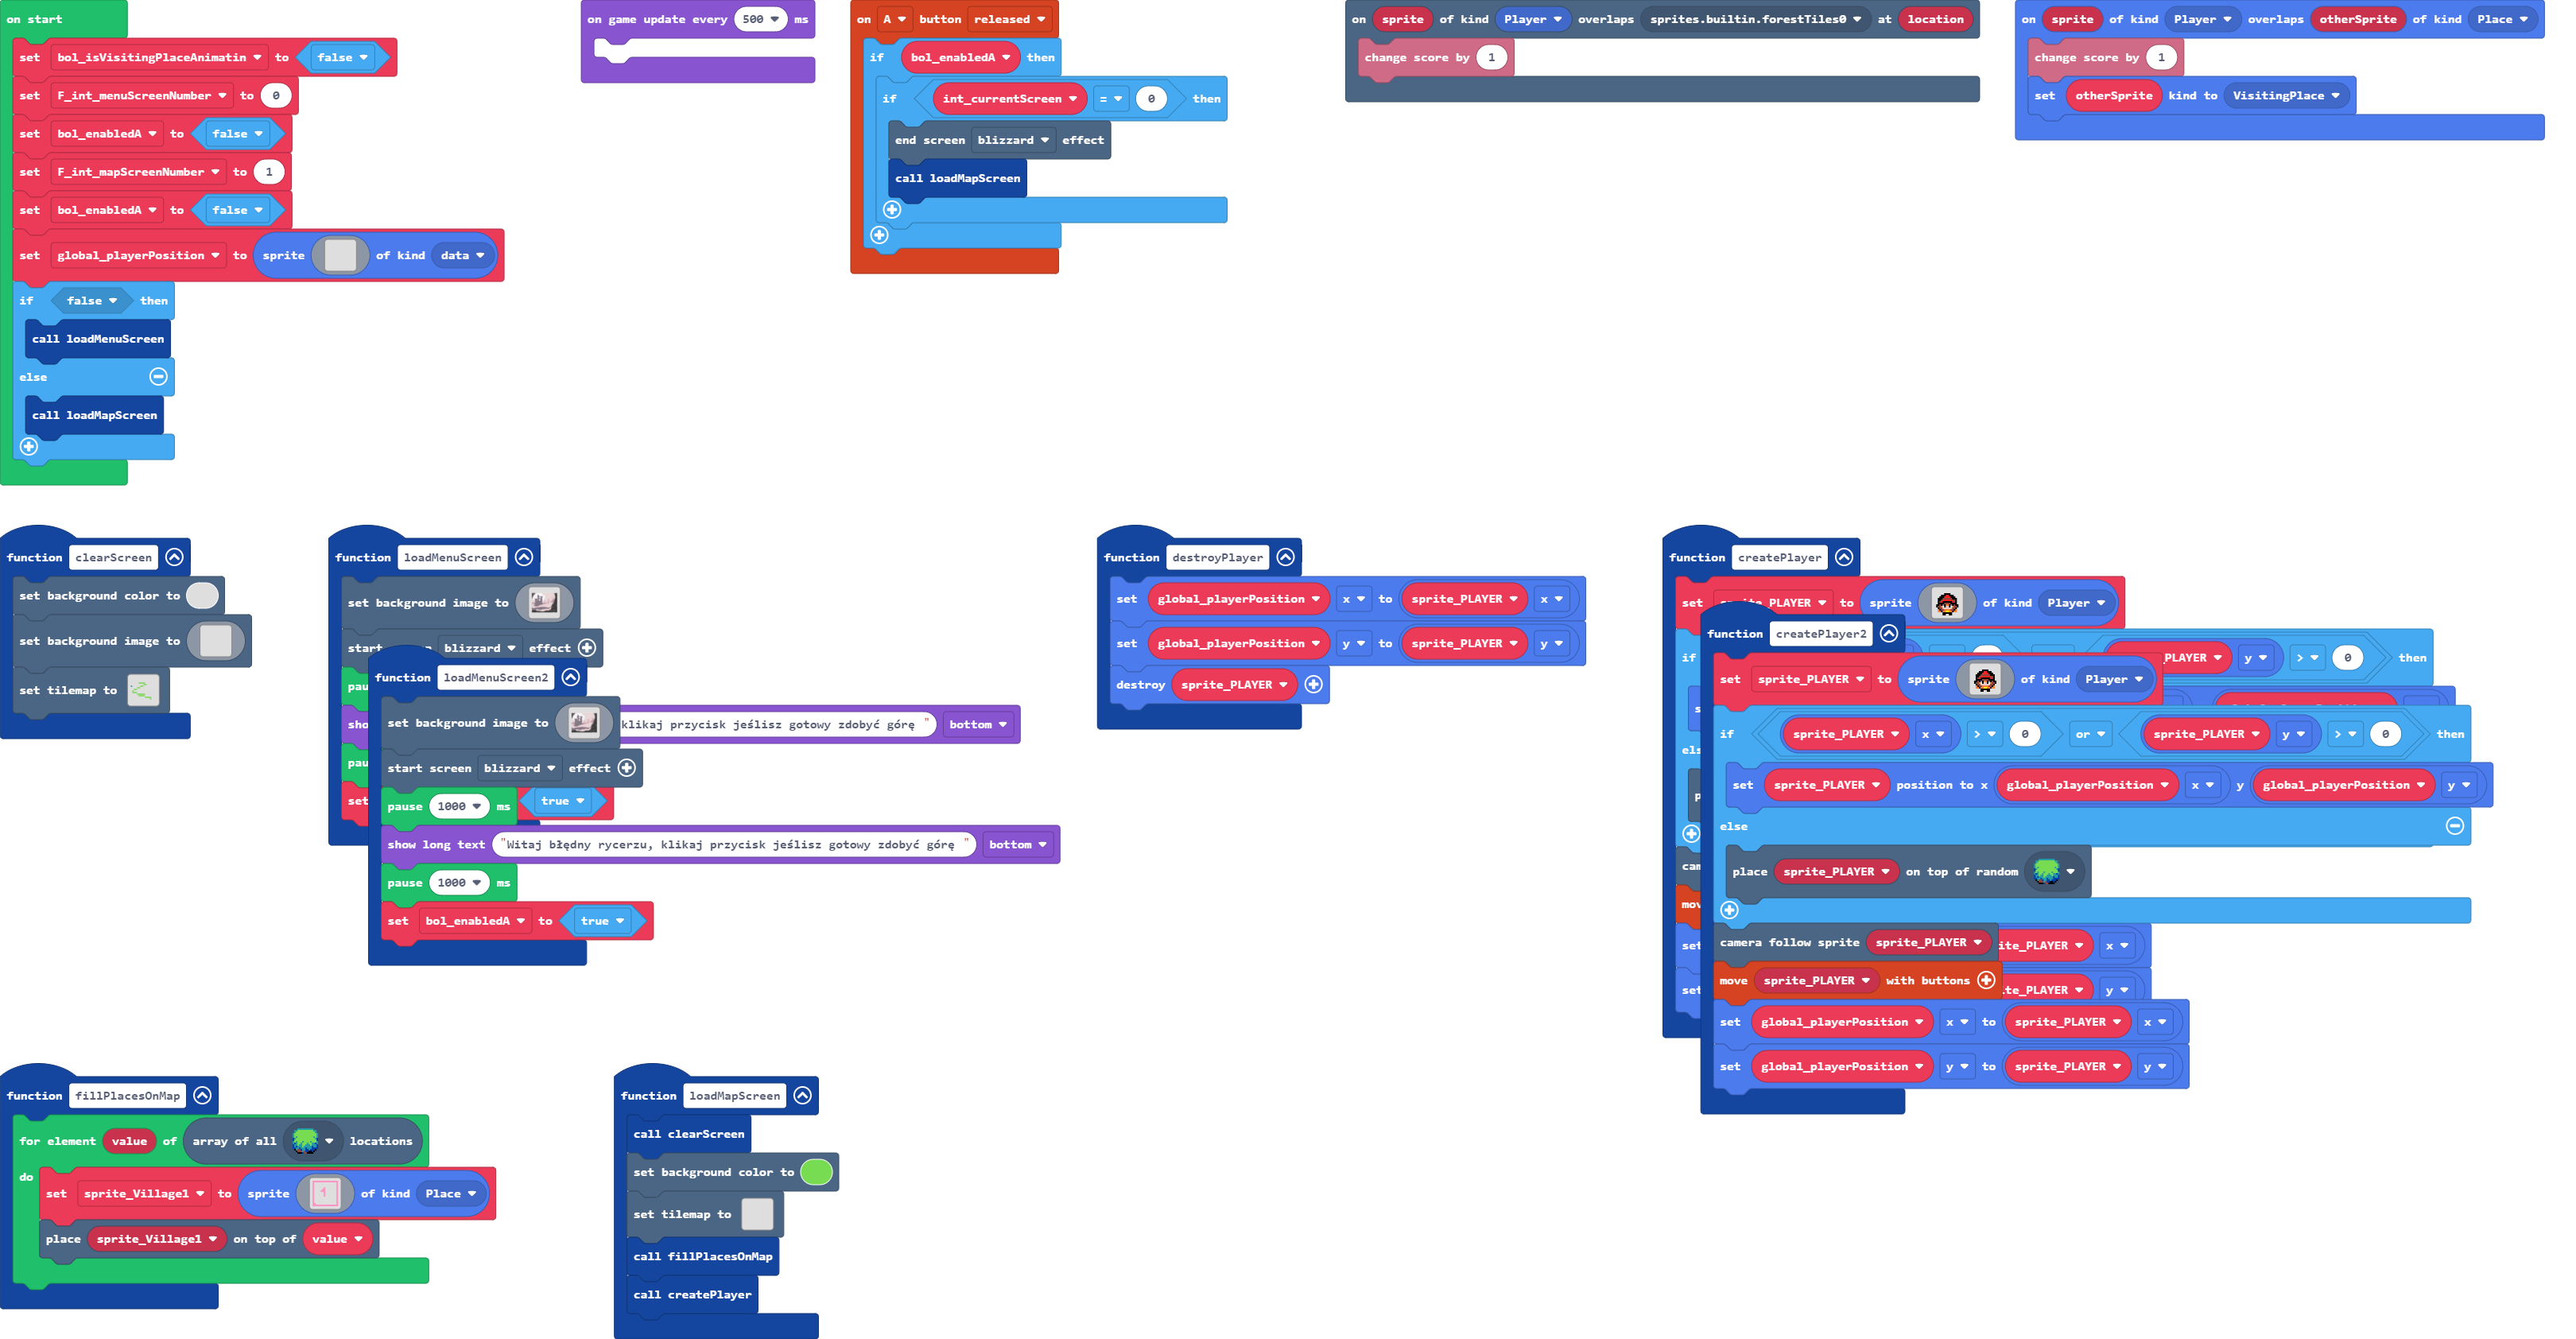 on start
set bol_isVisitingPlaceAnimatin to false
set F_int_menuScreenNumber to 0
set bol_enabledA to false
set F_int_mapScreenNumber to 1
set bol_enabledA to false
set global_playerPosition to sprite of kind data
if false then
call loadMenuScreen
else
call loadMapScreen
on game update every 500 ms
on A button released
if bol_enabledA then
if int_currentScreen = 0 then
end screen blizzard effect
call loadMapScreen
on sprite of kind Player overlaps sprites.builtin.forestTiles0 at location
change score by 1
on sprite of kind Player overlaps otherSprite of kind Place
change score by 1
set otherSprite kind to VisitingPlace
function clearScreen
set background color to
set background image to
set tilemap to
function loadMenuScreen
set background image to
blizzard effect
klikaj przycisk jeślisz gotowy zdobyć górę " bottom
set true
function loadMenuScreen2
set background image to
start screen blizzard effect
pause 1000 ms
show long text "Witaj błędny rycerzu, klikaj przycisk jeślisz gotowy zdobyć górę " bottom
pause 1000 ms
set bol_enabledA to true
function destroyPlayer
set global_playerPosition x to sprite_PLAYER x
set global_playerPosition y to sprite_PLAYER y
destroy sprite_PLAYER
function createPlayer
set PLAYER to sprite of kind Player
if PLAYER y > 0 then
set PLAYER x
set PLAYER y
function createPlayer2
set sprite_PLAYER to sprite of kind Player
if sprite_PLAYER x > 0 or sprite_PLAYER y > 0 then
set sprite_PLAYER position to x global_playerPosition x y global_playerPosition y
else
place sprite_PLAYER on top of random
camera follow sprite sprite_PLAYER
move sprite_PLAYER with buttons
set global_playerPosition x to sprite_PLAYER x
set global_playerPosition y to sprite_PLAYER y
function fillPlacesOnMap
for element value of array of all locations
do
set sprite_Village1 to sprite 1 of kind Place
place sprite_Village1 on top of value
function loadMapScreen
call clearScreen
set background color to
set tilemap to
call fillPlacesOnMap
call createPlayer